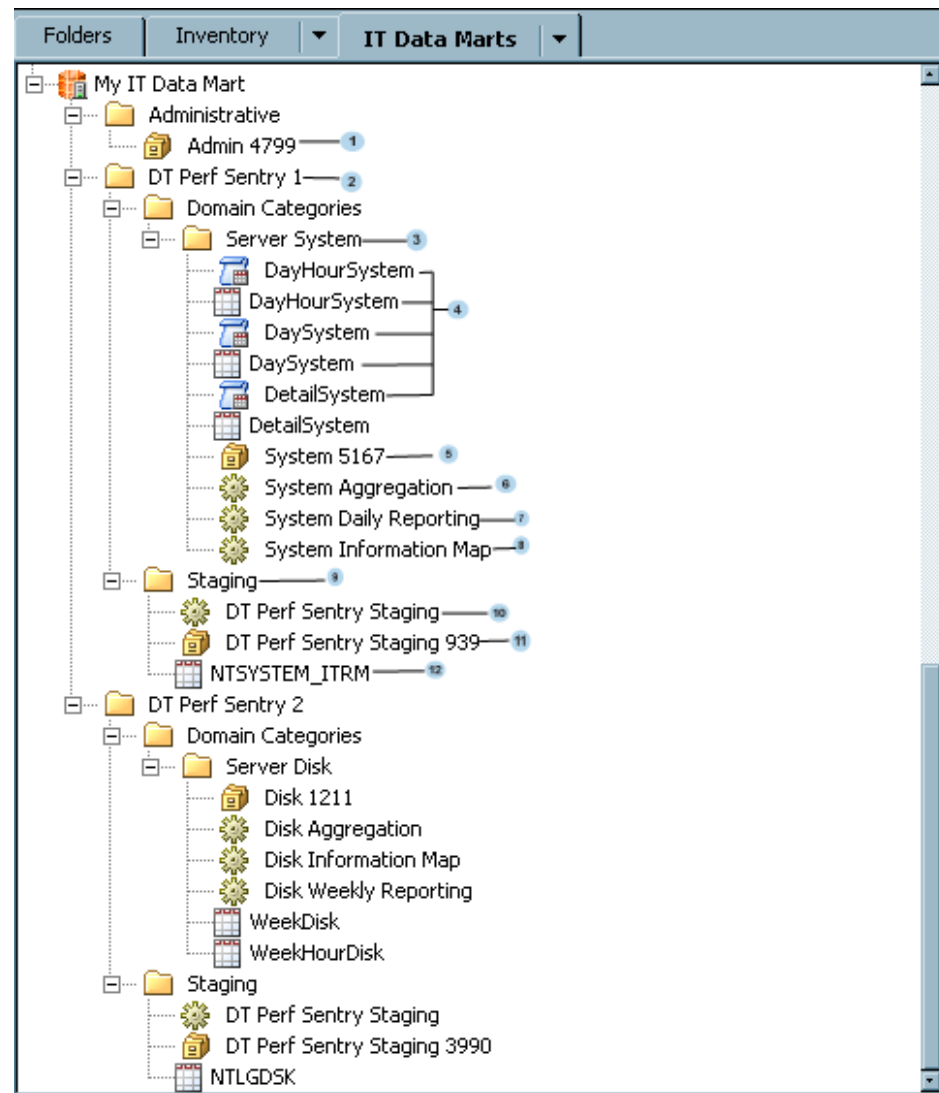 Folders Inventory IT Data Marts
My IT Data Mart
Administrative
Admin 4799 1
DT Perf Sentry 1 2
Domain Categories
Server System 3
DayHourSystem
DayHourSystem 4
DaySystem
DaySystem
DetailSystem
DetailSystem
System 5167 5
System Aggregation 6
System Daily Reporting 7
System Information Map 8
Staging 9
DT Perf Sentry Staging 10
DT Perf Sentry Staging 939 11
NTSYSTEM_ITRM 12
DT Perf Sentry 2
Domain Categories
Server Disk
Disk 1211
Disk Aggregation
Disk Information Map
Disk Weekly Reporting
WeekDisk
WeekHourDisk
Staging
DT Perf Sentry Staging
DT Perf Sentry Staging 3990
NTLGDSK